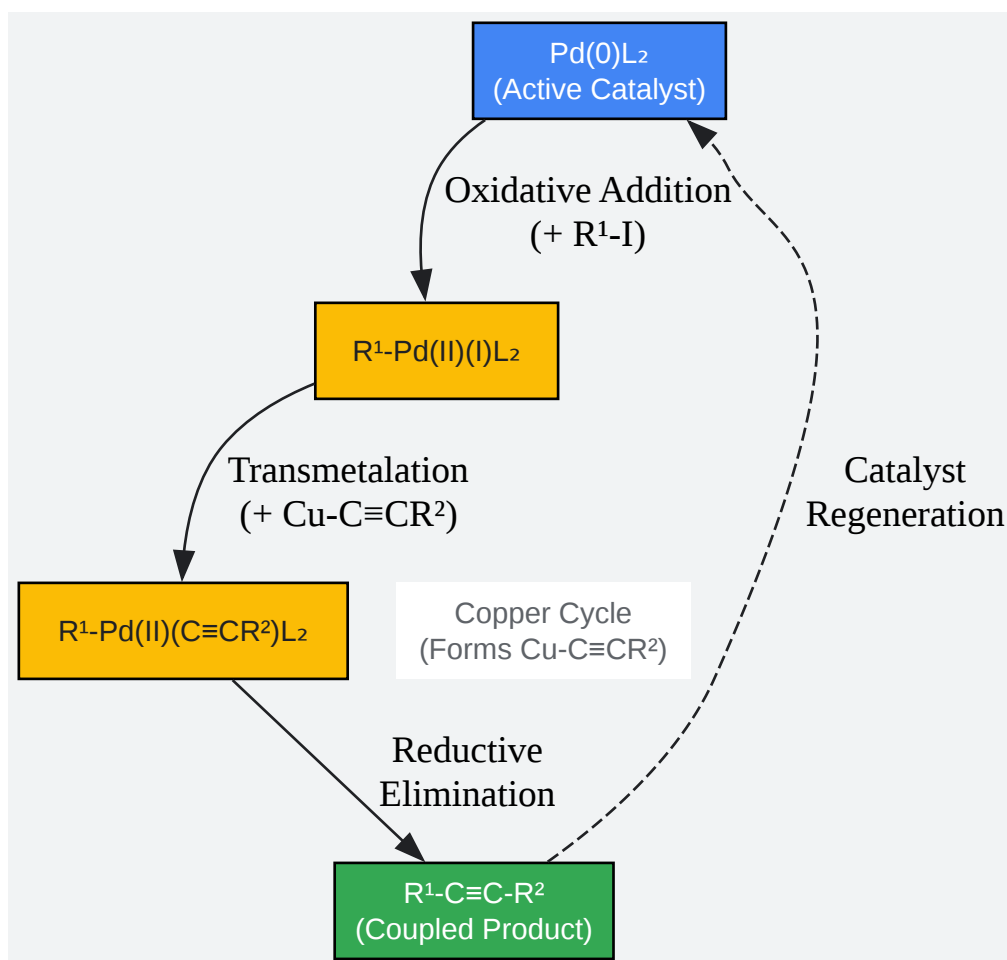 Pd(0)L₂
(Active Catalyst)
Oxidative Addition
(+ R¹-I)
R¹-Pd(II)(I)L₂
Transmetalation
(+ Cu-C≡CR²)
Catalyst
Regeneration
R¹-Pd(II)(C≡CR²)L₂
Copper Cycle
(Forms Cu-C≡CR²)
Reductive
Elimination
R¹-C≡C-R²
(Coupled Product)